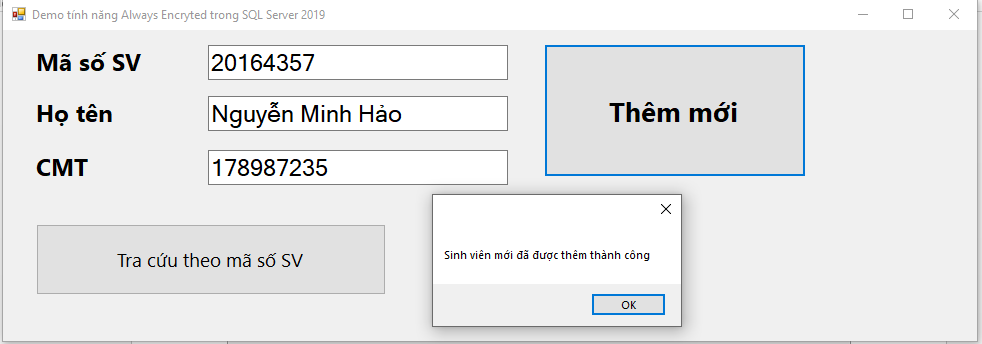 Demo tính năng Always Encryted trong SQL Server 2019
Mã số SV
20164357
Thêm mới
Họ tên
Nguyễn Minh Hảo
CMT
178987235
Tra cứu theo mã số SV
Sinh viên mới đã được thêm thành công
OK